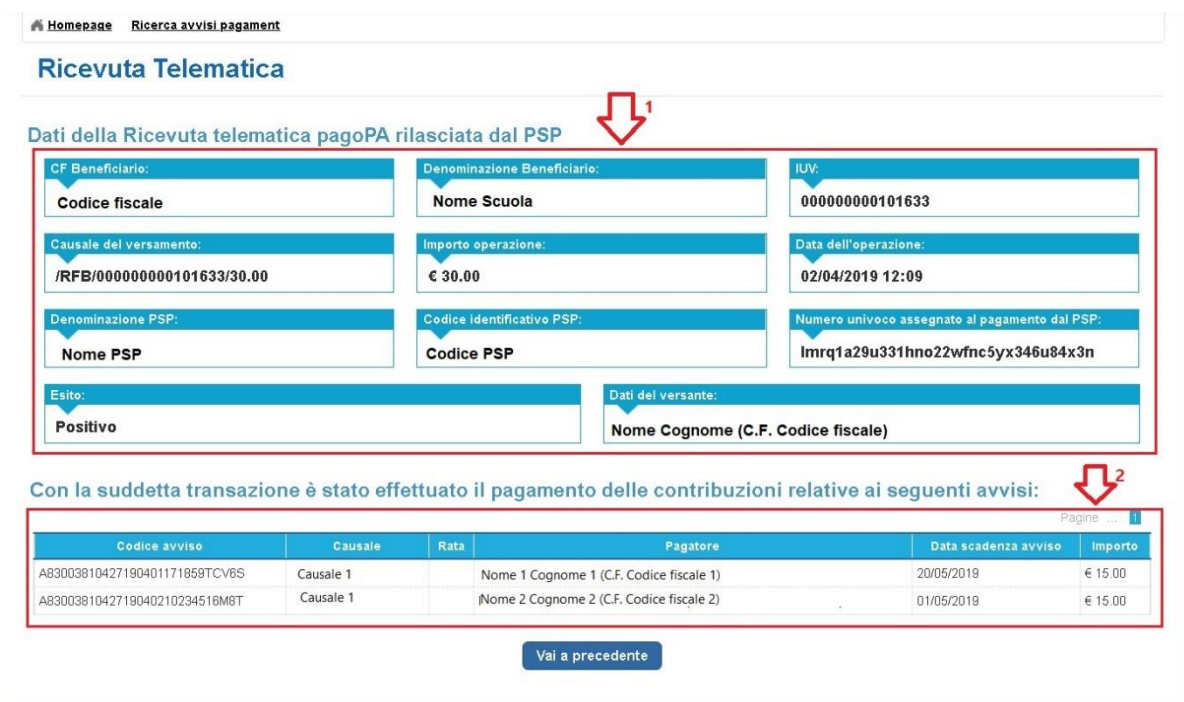 Homepage Ricerca avvisi pagament
Ricevuta Telematica
1
Dati della Ricevuta telematica pagoPA rilasciata dal PSP
CF Beneficiario: Denominazione Beneficiario: IUV:
Codice fiscale Nome Scuola 000000000101633
Causale del versamento: Importo operazione: Data dell'operazione:
/RFB/000000000101633/30.00 € 30.00 02/04/2019 12:09
Denominazione PSP: Codice identificativo PSP: Numero univoco assegnato al pagamento dal PSP:
Nome PSP Codice PSP lmrq1a29u331hno22wfnc5yx346u84x3n
Esito: Dati del versante:
Positivo Nome Cognome (C.F. Codice fiscale)
2
Con la suddetta transazione è stato effettuato il pagamento delle contribuzioni relative ai seguenti avvisi:
Pagine ... 1
Codice avviso Causale Rata Pagatore Data scadenza avviso Importo
A83003810427190401171859TCV6S Causale 1 Nome 1 Cognome 1 (C.F. Codice fiscale 1) 20/05/2019 € 15.00
A8300381042719040210234516M8T Causale 1 Nome 2 Cognome 2 (C.F. Codice fiscale 2) 01/05/2019 € 15.00
Vai a precedente